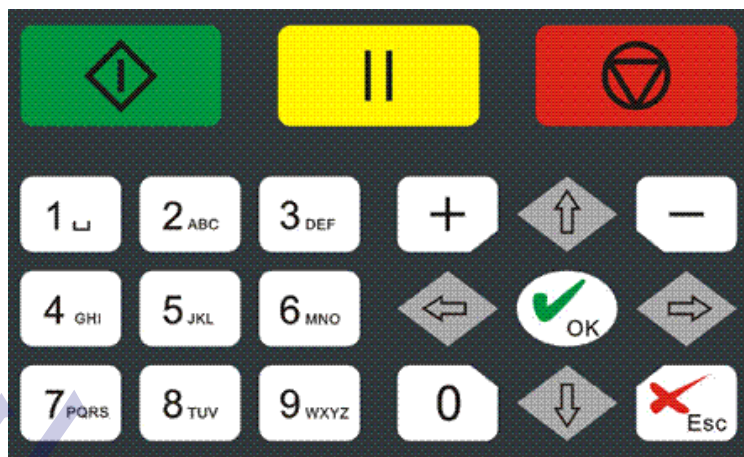 1 ␣ 2 ABC 3 DEF + −
4 GHI 5 JKL 6 MNO OK
7 PQRS 8 TUV 9 WXYZ 0 Esc